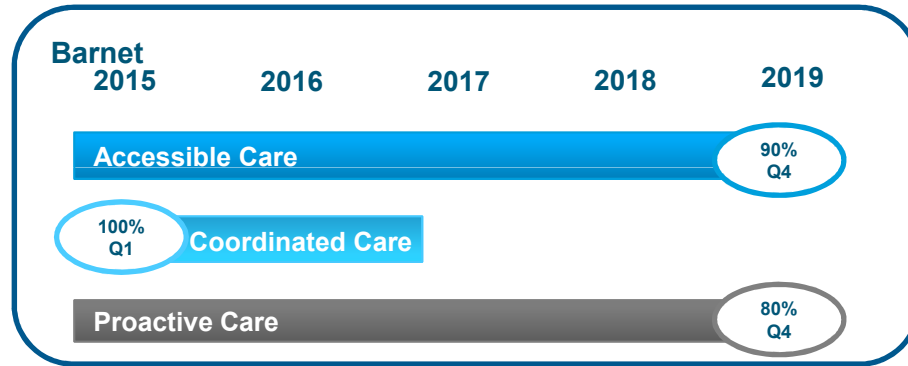 Barnet
2015 2016 2017 2018 2019
Accessible Care
90%
Q4
100%
Q1
Coordinated Care
Proactive Care
80%
Q4